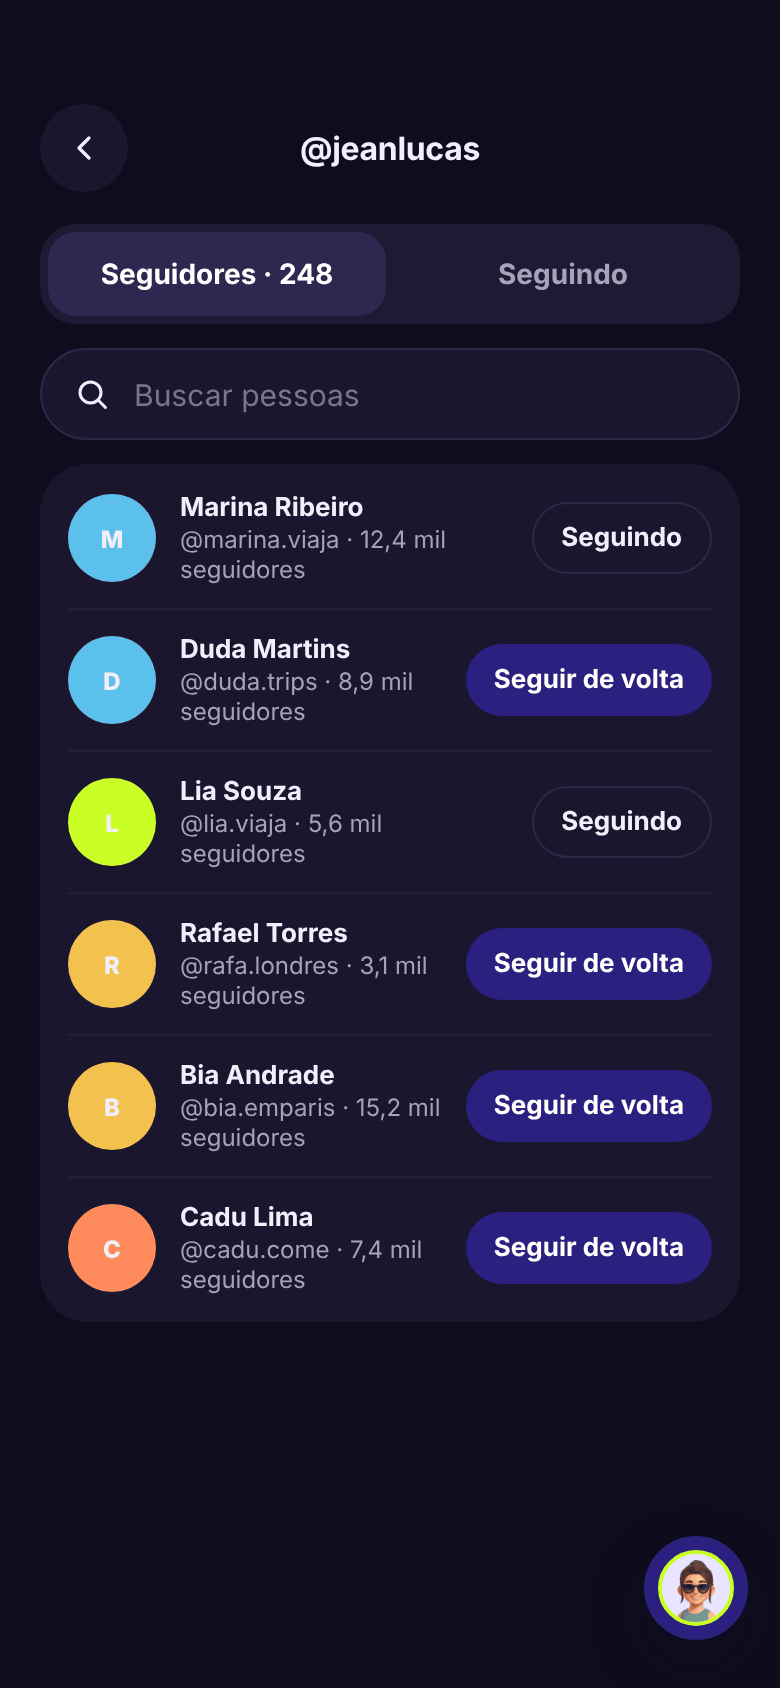 @jeanlucas
Seguidores · 248
Seguindo
Buscar pessoas
M
Marina Ribeiro
@marina.viaja · 12,4 mil
seguidores
Seguindo
D
Duda Martins
@duda.trips · 8,9 mil
seguidores
Seguir de volta
L
Lia Souza
@lia.viaja · 5,6 mil
seguidores
Seguindo
R
Rafael Torres
@rafa.londres · 3,1 mil
seguidores
Seguir de volta
B
Bia Andrade
@bia.emparis · 15,2 mil
seguidores
Seguir de volta
C
Cadu Lima
@cadu.come · 7,4 mil
seguidores
Seguir de volta